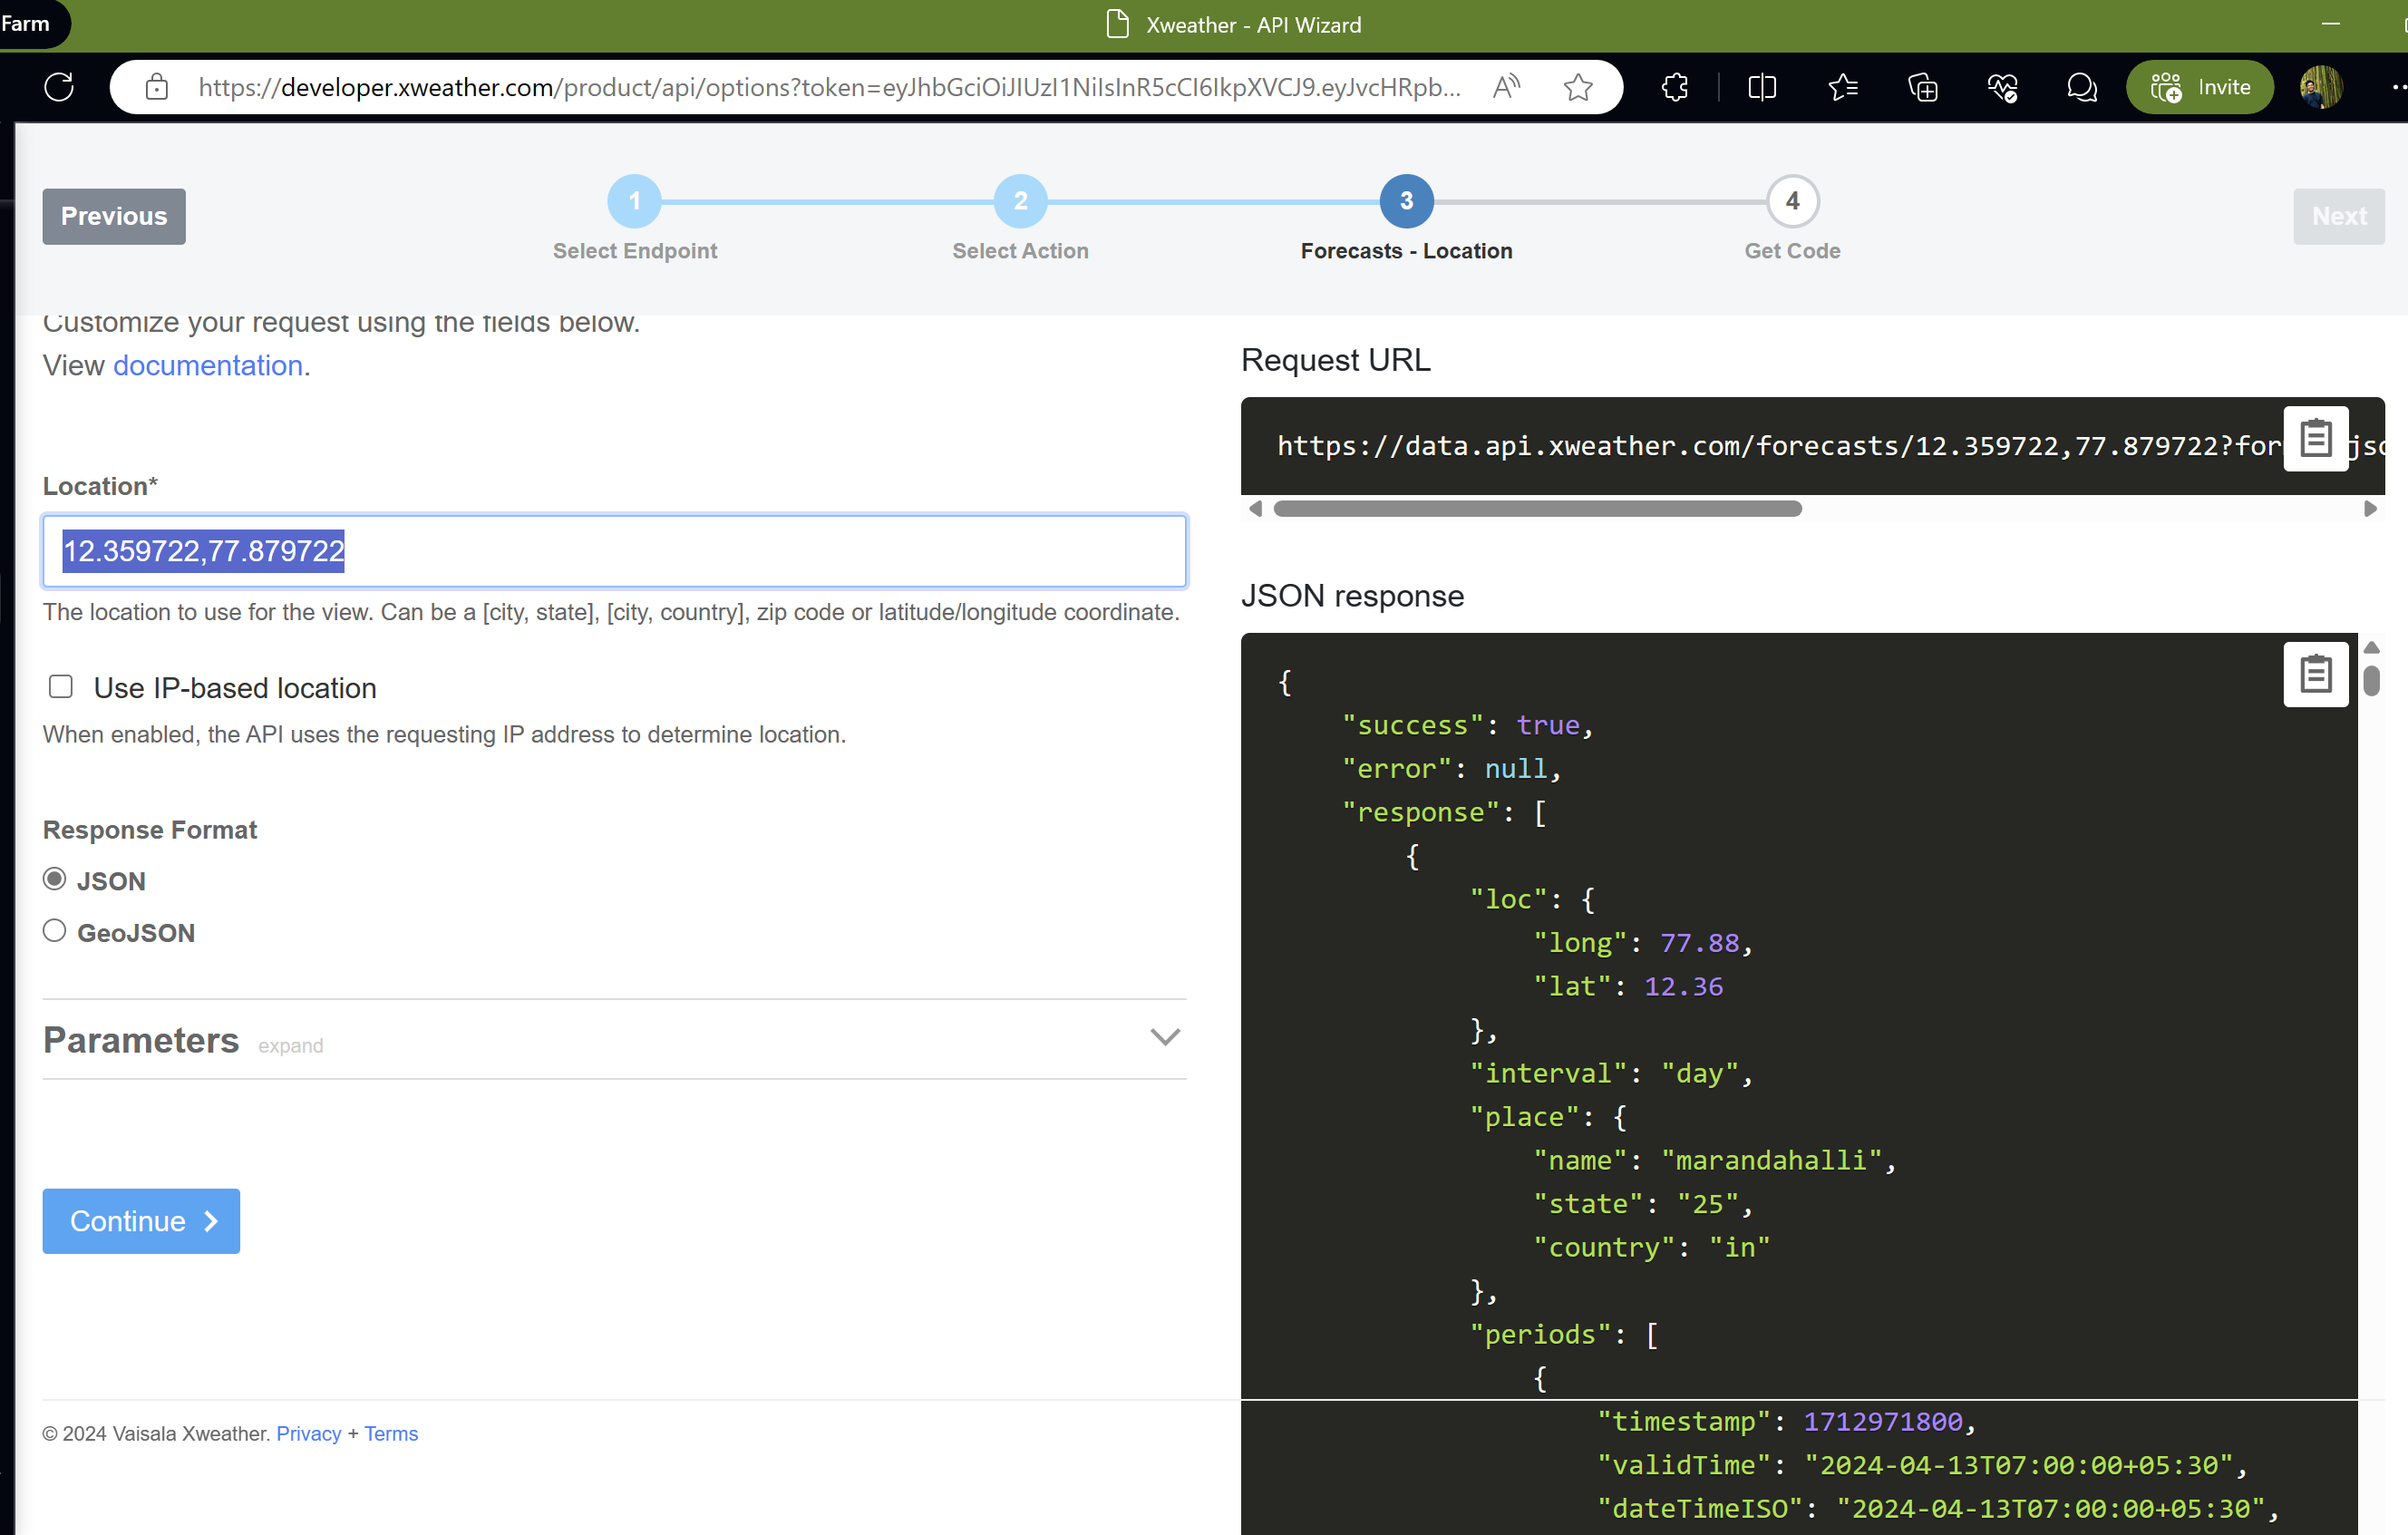 Farm
Xweather - API Wizard
https://developer.xweather.com/product/api/options?token=eyJhbGciOiJIUzI1NiIsInR5cCI6IkpXVCJ9.eyJvcHRpb...
Invite
Previous
1
2
3
4
Next
Select Endpoint
Select Action
Forecasts - Location
Get Code
Customize your request using the fields below.
View documentation.
Location*
12.359722,77.879722
The location to use for the view. Can be a [city, state], [city, country], zip code or latitude/longitude coordinate.
Use IP-based location
When enabled, the API uses the requesting IP address to determine location.
Response Format
JSON
GeoJSON
Parameters expand
Continue
© 2024 Vaisala Xweather. Privacy + Terms
Request URL
https://data.api.xweather.com/forecasts/12.359722,77.879722?for
JSON response
{
"success": true,
"error": null,
"response": [
{
"loc": {
"long": 77.88,
"lat": 12.36
},
"interval": "day",
"place": {
"name": "marandahalli",
"state": "25",
"country": "in"
},
"periods": [
{
"timestamp": 1712971800,
"validTime": "2024-04-13T07:00:00+05:30",
"dateTimeISO": "2024-04-13T07:00:00+05:30",